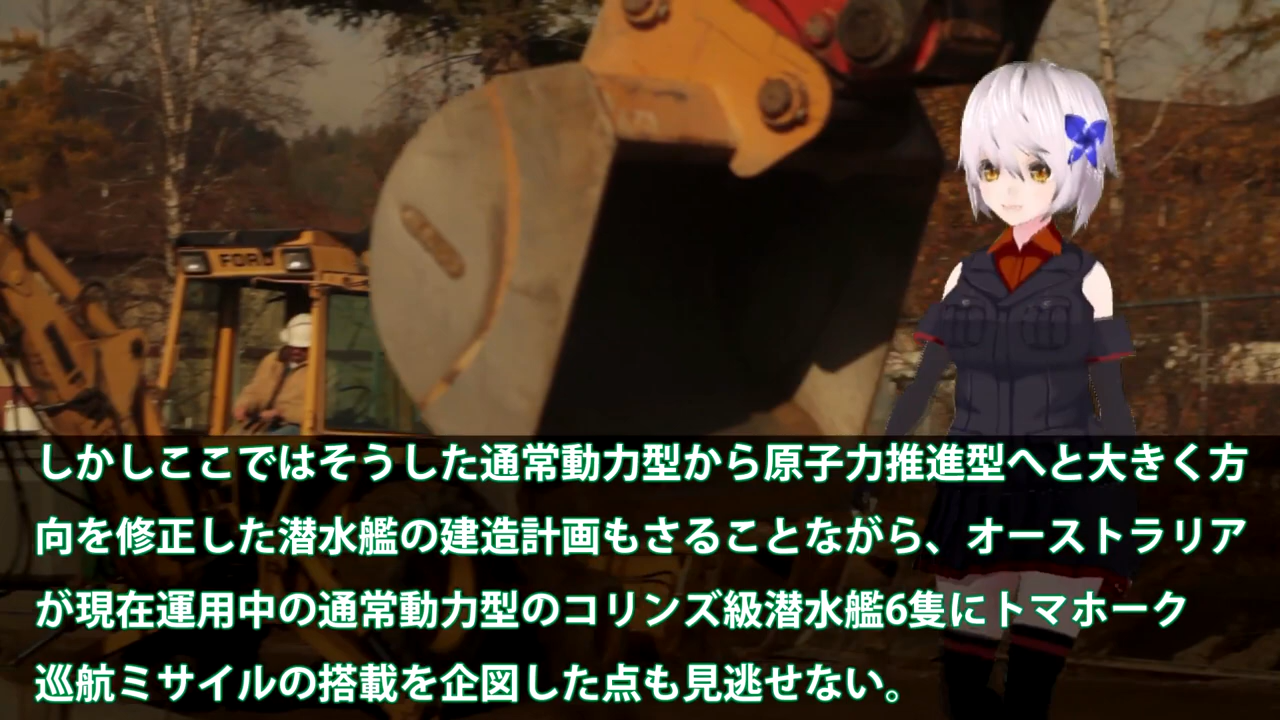 FORD
しかしここではそうした通常動力型から原子力推進型へと大きく方
向を修正した潜水艦の建造計画もさることながら、オーストラリア
が現在運用中の通常動力型のコリンズ級潜水艦6隻にトマホーク
巡航ミサイルの搭載を企図した点も見逃せない。